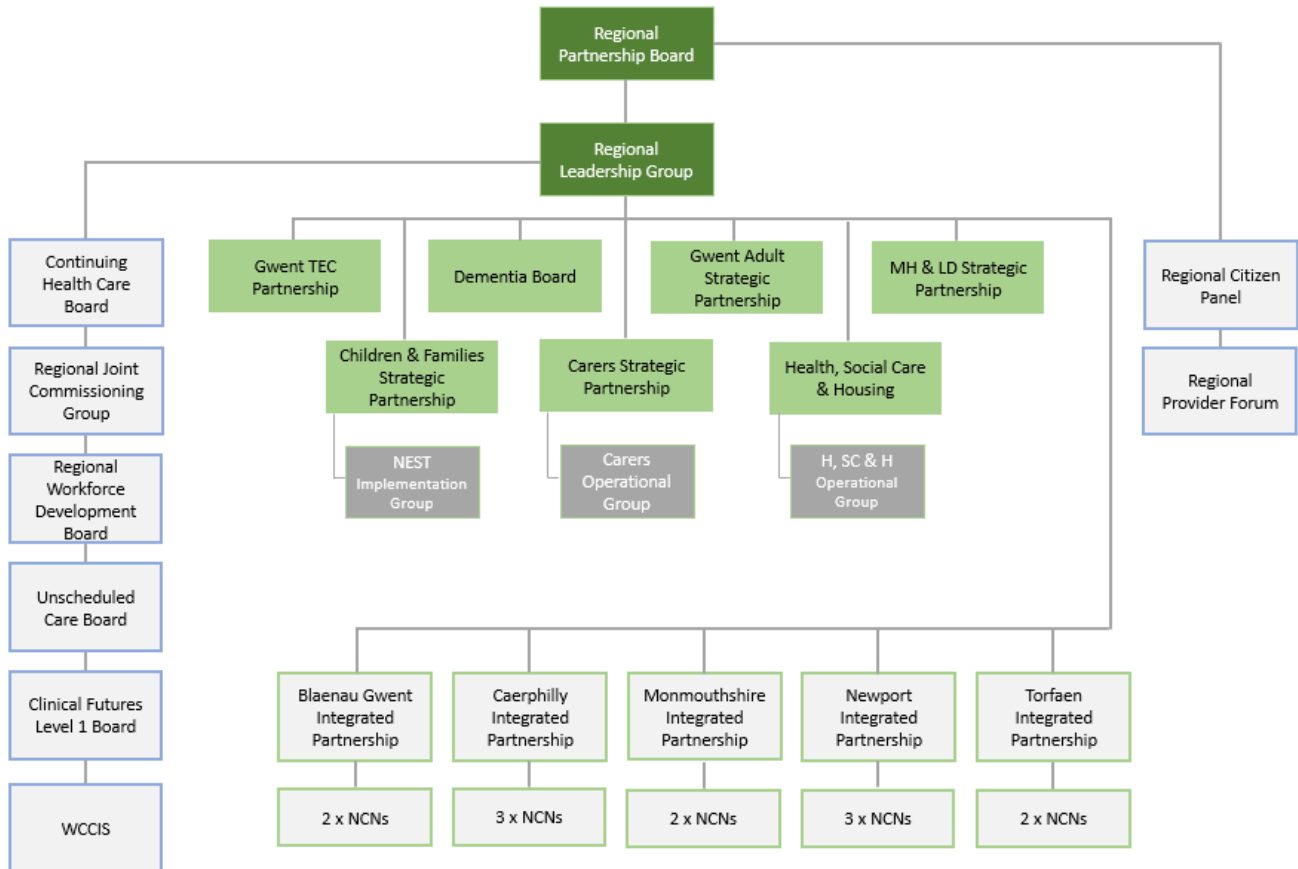 Regional
Partnership Board
Regional
Leadership Group
Continuing
Health Care
Board
Regional Joint
Commissioning
Group
Regional
Workforce
Development
Board
Unscheduled
Care Board
Clinical Futures
Level 1 Board
WCCIS
Gwent TEC
Partnership
Dementia Board
Gwent Adult
Strategic
Partnership
MH & LD Strategic
Partnership
Children & Families
Strategic
Partnership
Carers Strategic
Partnership
Health, Social Care
& Housing
NEST
Implementation
Group
Carers
Operational
Group
H, SC & H
Operational
Group
Regional Citizen
Panel
Regional
Provider Forum
Blaenau Gwent
Integrated
Partnership
Caerphilly
Integrated
Partnership
Monmouthshire
Integrated
Partnership
Newport
Integrated
Partnership
Torfaen
Integrated
Partnership
2 x NCNs
3 x NCNs
2 x NCNs
3 x NCNs
2 x NCNs